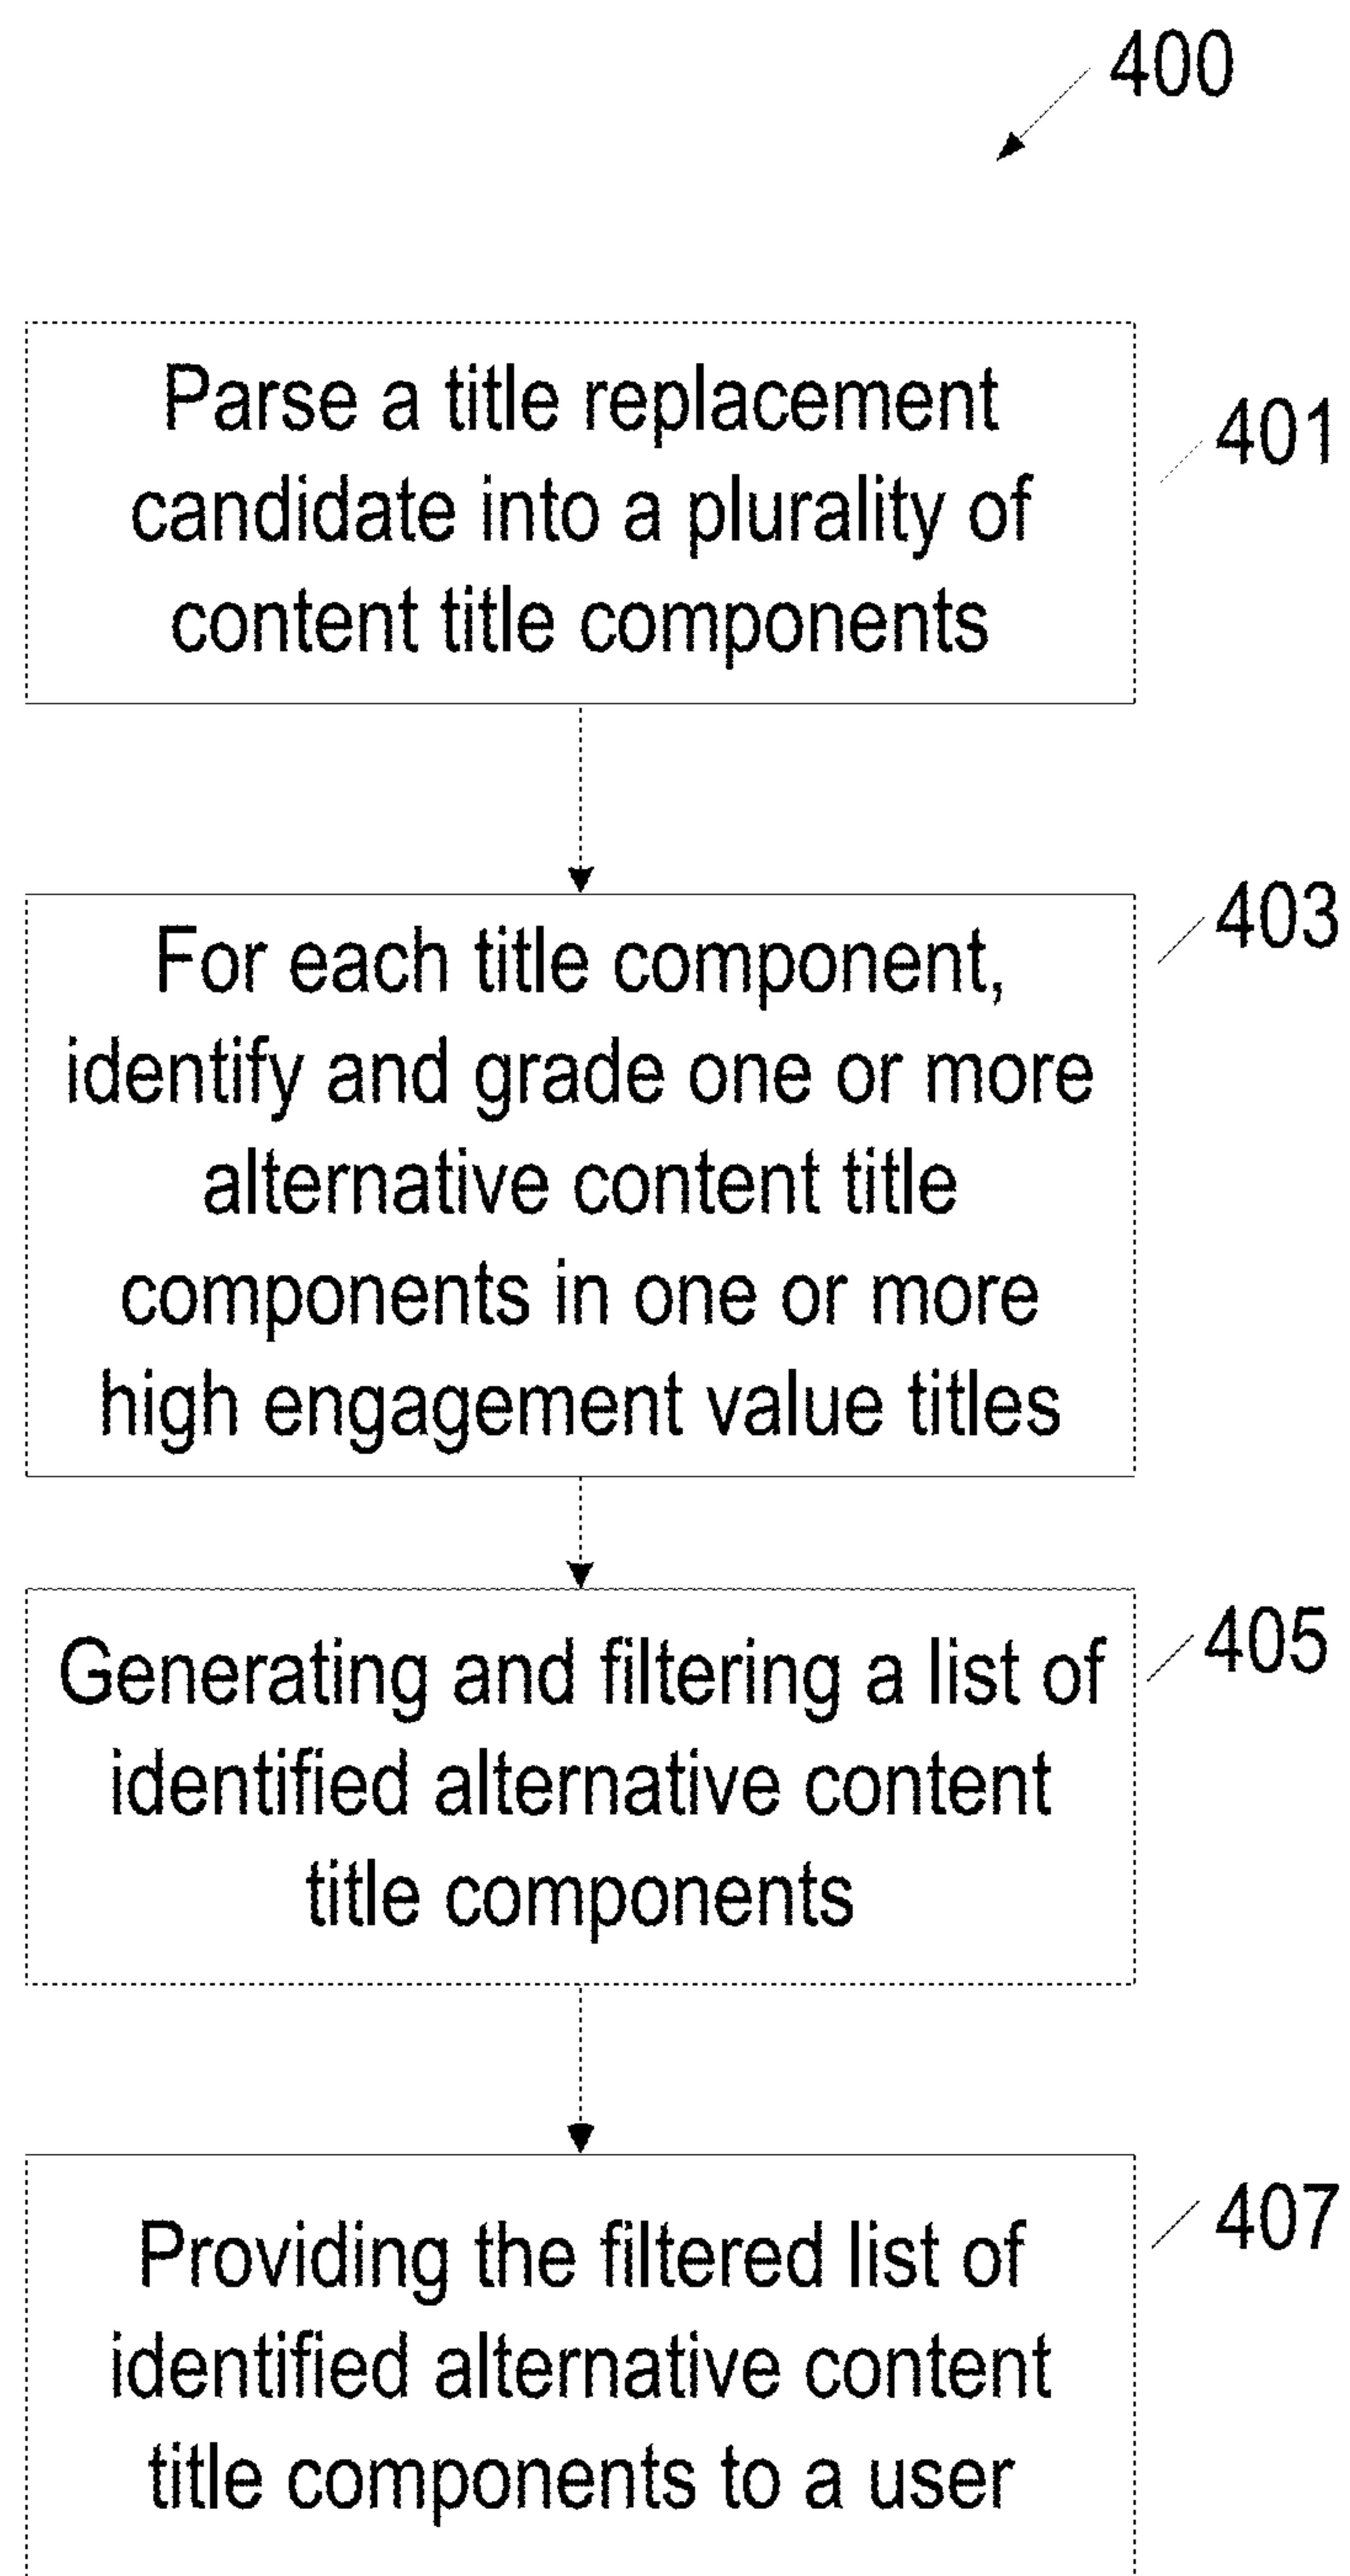 400
Parse a title replacement
candidate into a plurality of
content title components
401
For each title component,
identify and grade one or more
alternative content title
components in one or more
high engagement value titles
403
Generating and filtering a list of
identified alternative content
title components
405
Providing the filtered list of
identified alternative content
title components to a user
407